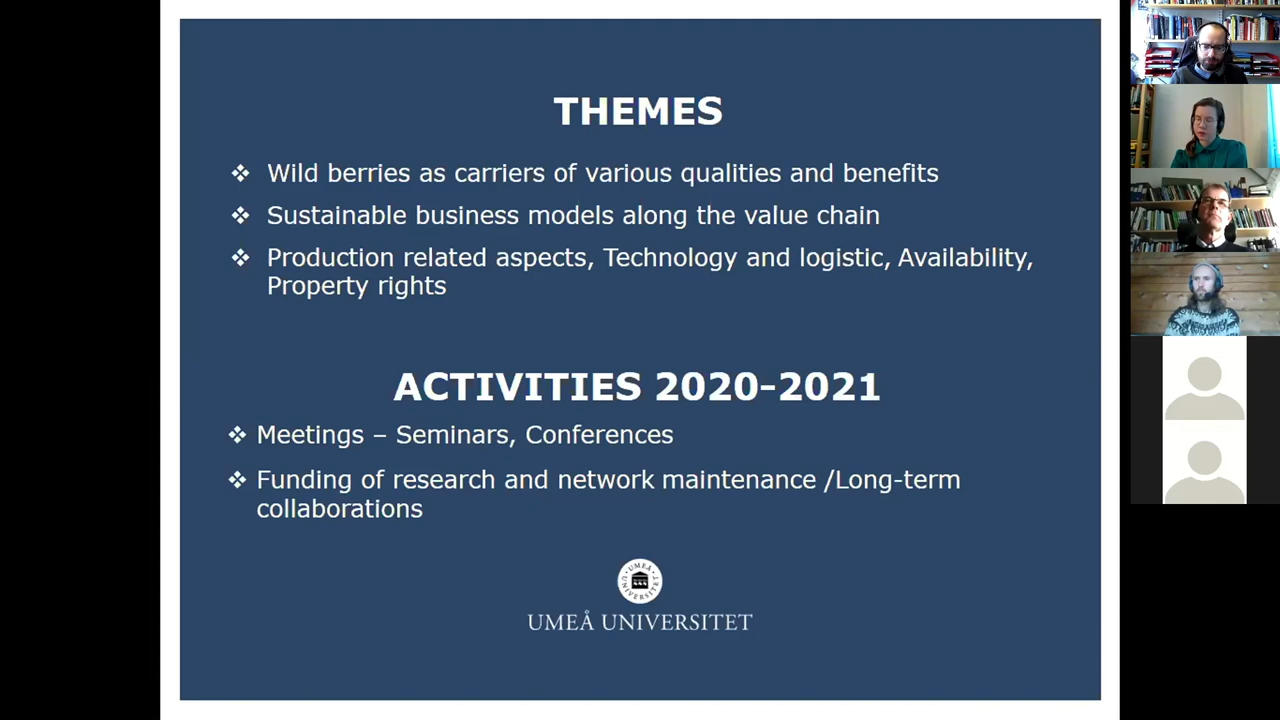 THEMES
❖ Wild berries as carriers of various qualities and benefits
❖ Sustainable business models along the value chain
❖ Production related aspects, Technology and logistic, Availability,
Property rights
ACTIVITIES 2020-2021
❖ Meetings – Seminars, Conferences
❖ Funding of research and network maintenance /Long-term
collaborations
UMEÅ UNIVERSITET
UMEÅ UNIVERSITET